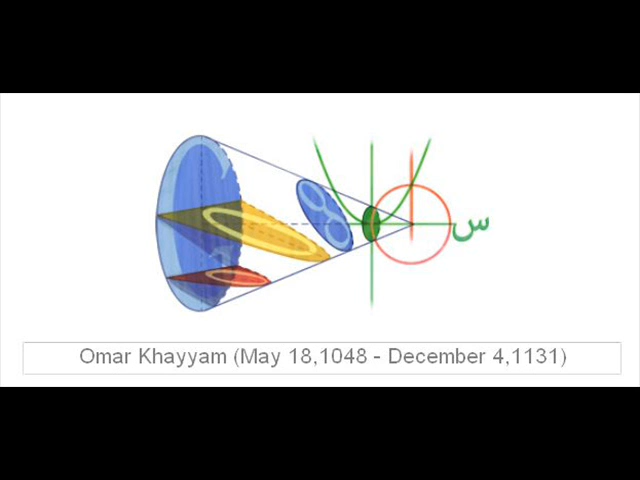 س
Omar Khayyam (May 18,1048 - December 4,1131)